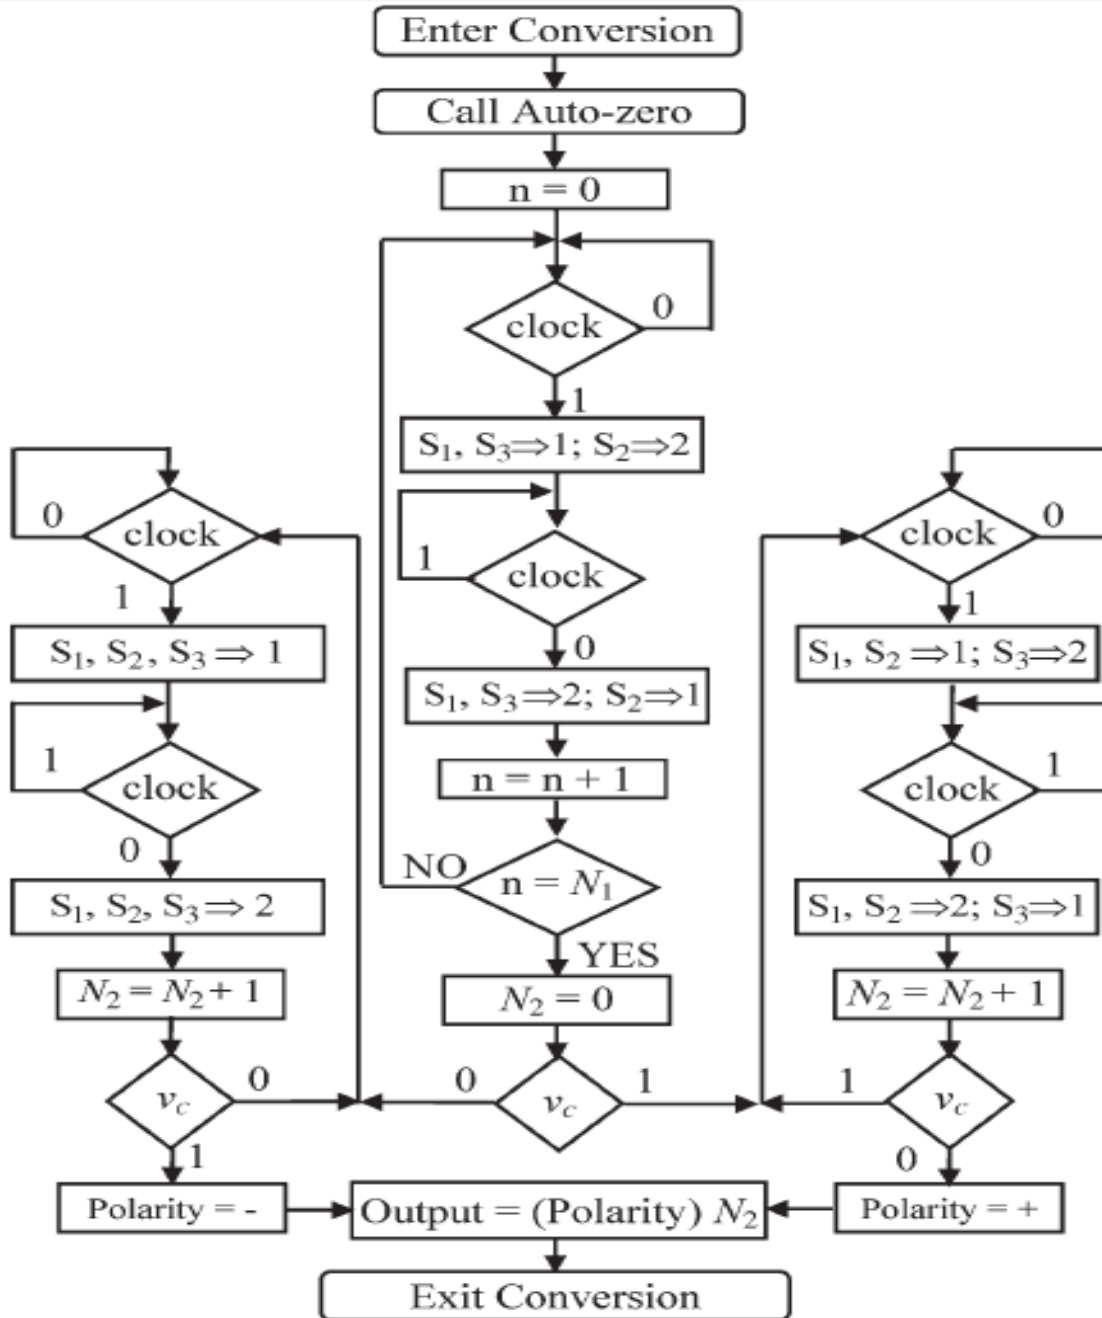 Enter Conversion
Call Auto-zero
n = 0
clock
0
1
S₁, S₃⇒1; S₂⇒2
clock
1
0
S₁, S₃⇒2; S₂⇒1
n = n + 1
n = N₁
NO
YES
N₂ = 0
v_c
0
1
clock
0
1
S₁, S₂, S₃ ⇒ 1
clock
1
0
S₁, S₂, S₃ ⇒ 2
N₂ = N₂ + 1
v_c
0
1
Polarity = -
clock
0
1
S₁, S₂ ⇒1; S₃⇒2
clock
1
0
S₁, S₂ ⇒2; S₃⇒1
N₂ = N₂ + 1
v_c
1
0
Polarity = +
Output = (Polarity) N₂
Exit Conversion